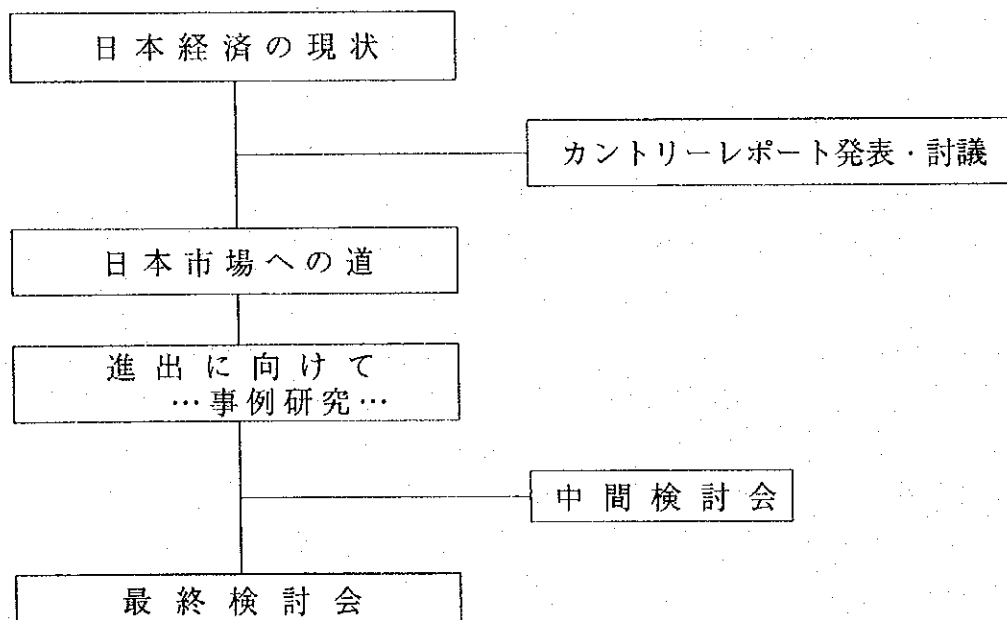 日本経済の現状
カントリーレポート発表・討議
日本市場への道
進出に向けて
…事例研究…
中間検討会
最終検討会